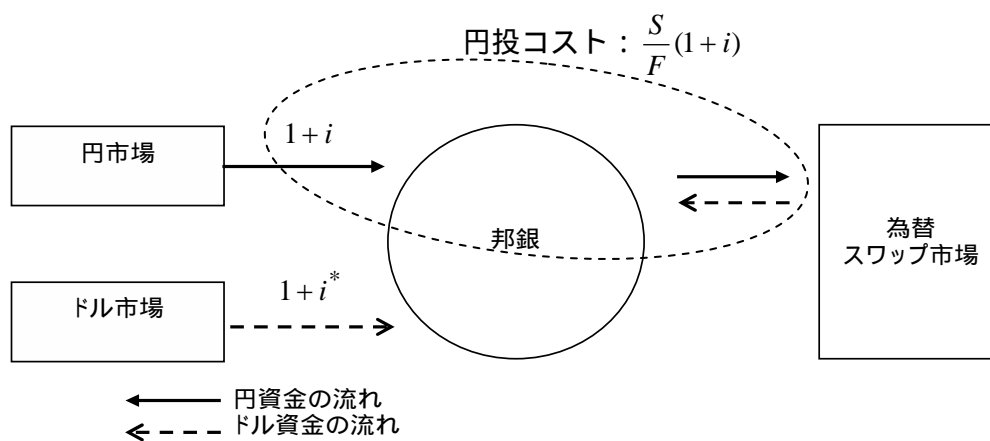 円投コスト：S/F(1+i)
円市場
1+i
邦銀
為替
スワップ市場
ドル市場
1+i*
円資金の流れ
ドル資金の流れ